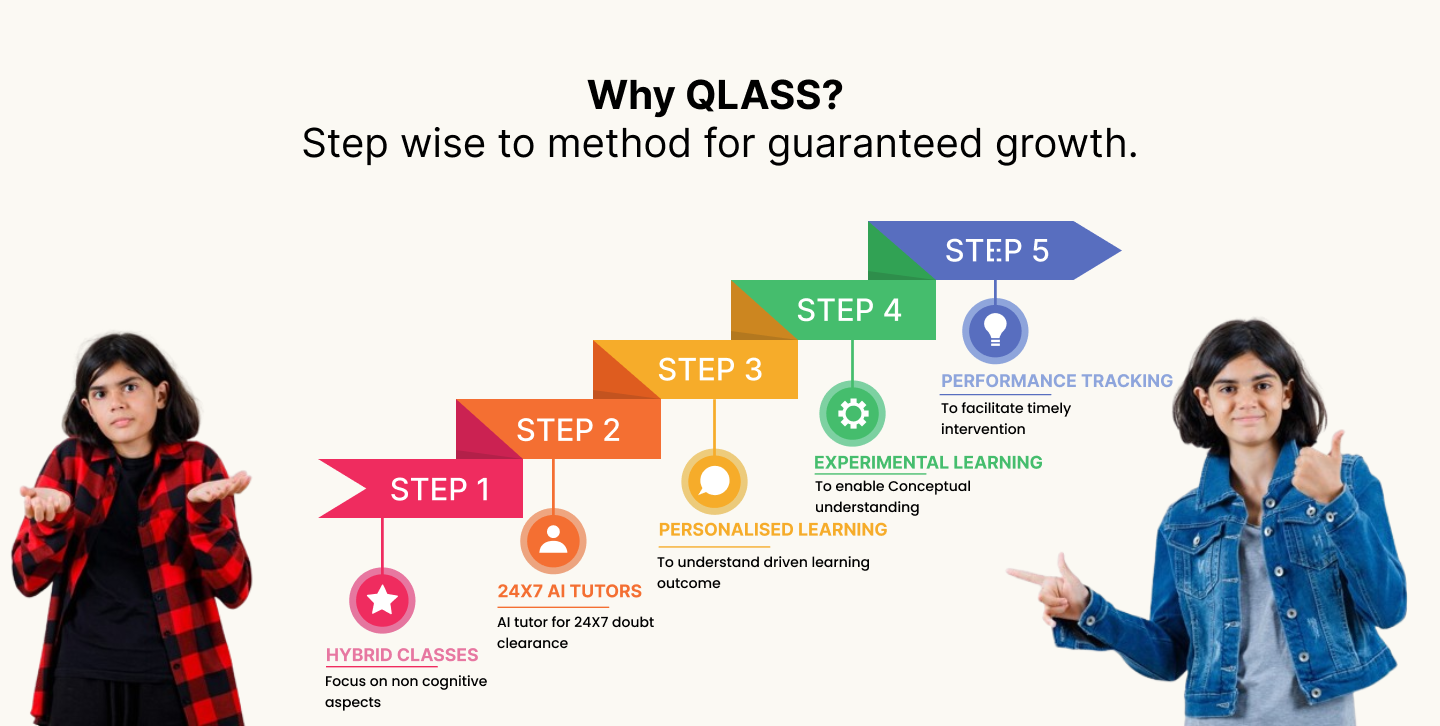 Why QLASS?
Step wise to method for guaranteed growth.
STEP 1
HYBRID CLASSES
Focus on non cognitive
aspects
STEP 2
24X7 AI TUTORS
AI tutor for 24X7 doubt
clearance
STEP 3
PERSONALISED LEARNING
To understand driven learning
outcome
STEP 4
EXPERIMENTAL LEARNING
To enable Conceptual
understanding
STEP 5
PERFORMANCE TRACKING
To facilitate timely
intervention